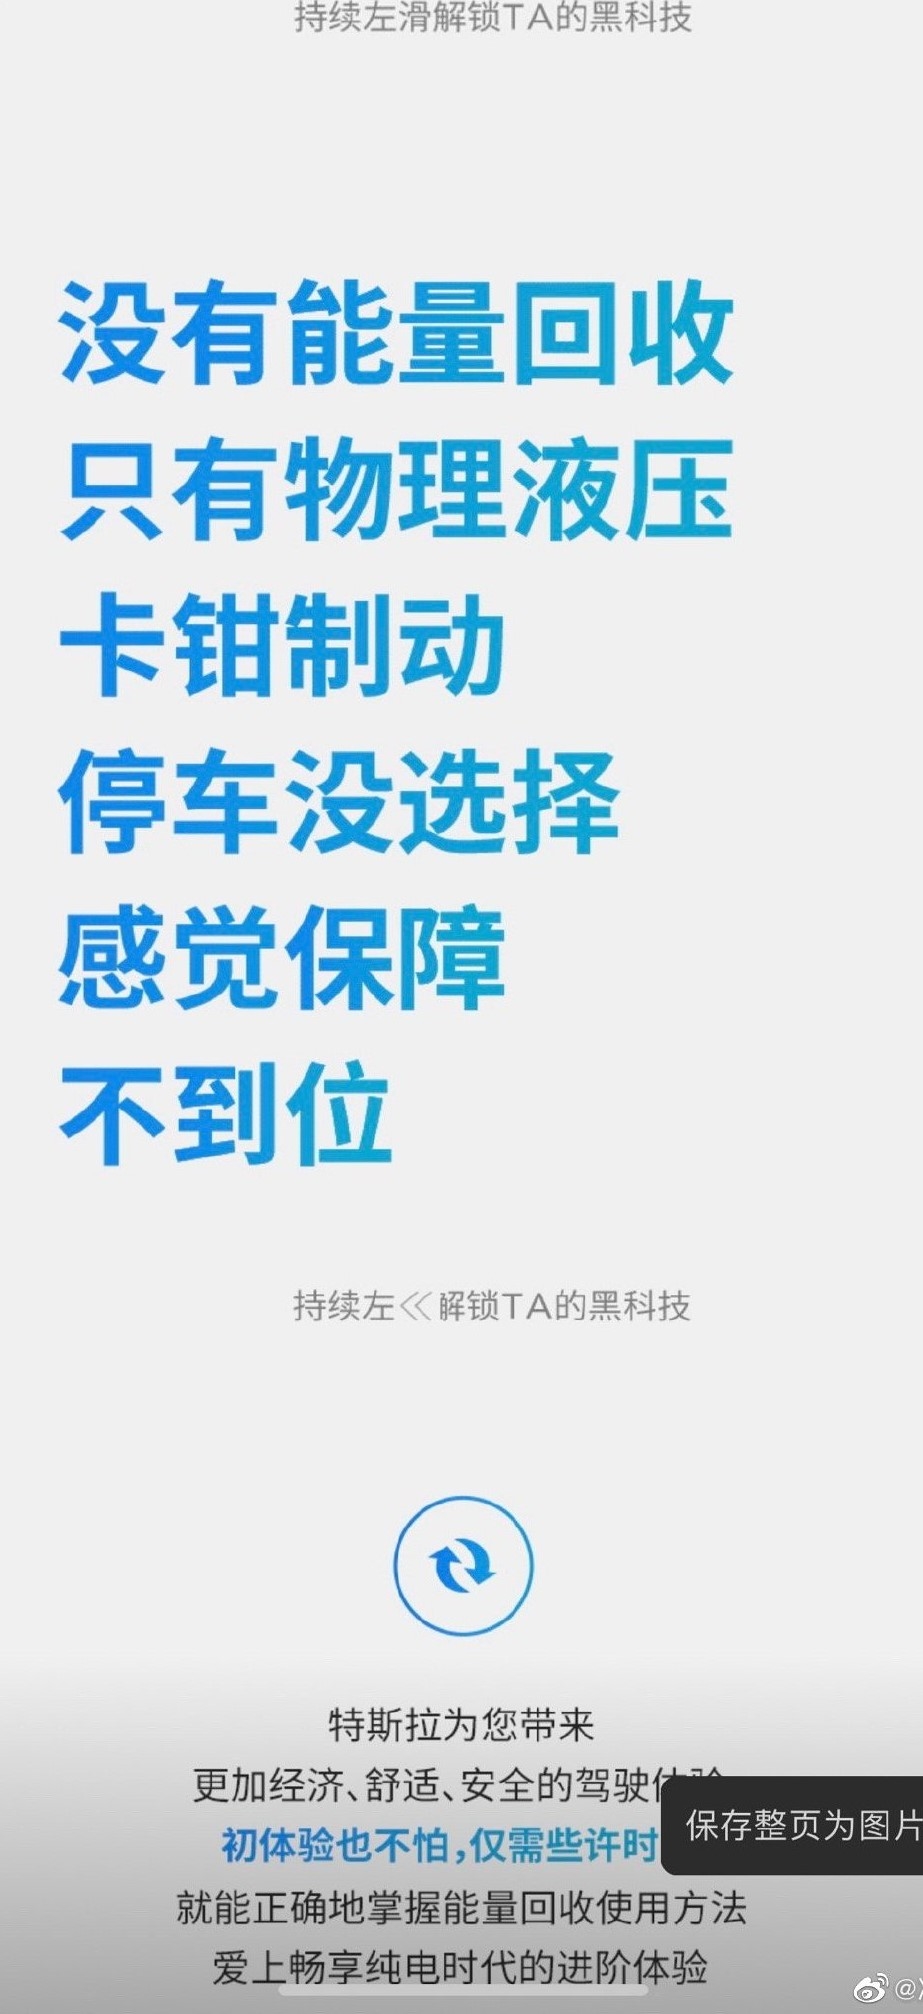 持续左滑解锁TA的黑科技
没有能量回收
只有物理液压
卡钳制动
停车没选择
感觉保障
不到位
持续左<<解锁TA的黑科技
特斯拉为您带来
更加经济、舒适、安全的驾驶体验
初体验也不怕,仅需些许时
保存整页为图片
就能正确地掌握能量回收使用方法
爱上畅享纯电时代的进阶体验